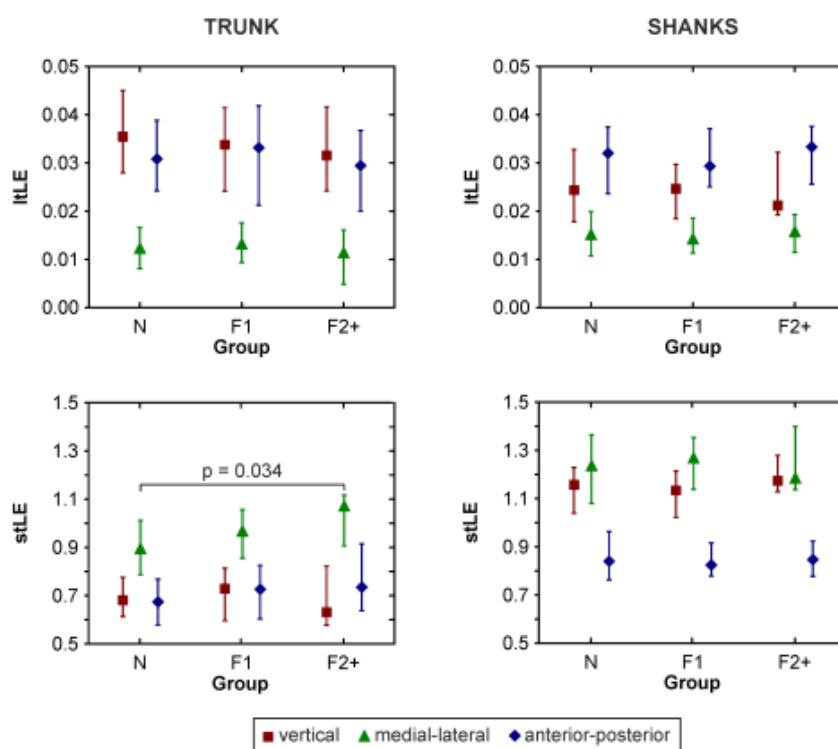 TRUNK
0.05
0.04
0.03
0.02
0.01
0.00
ltLE
N F1 F2+
Group
SHANKS
0.05
0.04
0.03
0.02
0.01
0.00
ltLE
N F1 F2+
Group
1.5
1.3
1.1
0.9
0.7
0.5
stLE
p = 0.034
N F1 F2+
Group
1.5
1.3
1.1
0.9
0.7
0.5
stLE
N F1 F2+
Group
vertical medial-lateral anterior-posterior